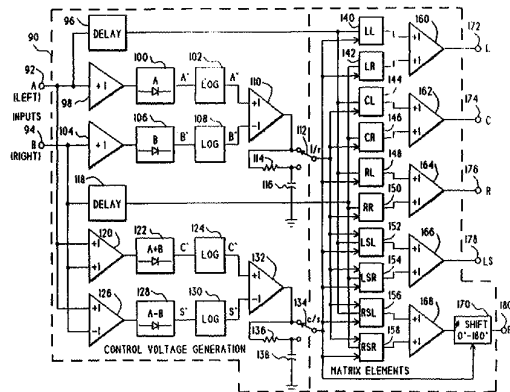 90
96
DELAY
92
A
(LEFT)
INPUTS
94
B
(RIGHT)
+1
98
100
A
A'
102
LOG
A"
104
+1
106
B
B'
108
LOG
B"
110
+1
-1
112
l/r
114
116
118
DELAY
120
+1
+1
122
A+B
C'
124
LOG
C"
126
+1
-1
128
A-B
S'
130
LOG
S"
132
+1
-1
134
c/s
136
138
CONTROL VOLTAGE GENERATION
140
LL
142
LR
144
CL
146
CR
148
RL
150
RR
152
LSL
154
LSR
156
RSL
158
RSR
MATRIX ELEMENTS
160
+1
+1
162
+1
+1
164
+1
+1
166
+1
+1
168
+1
+1
170
SHIFT
0°-180°
172
L
174
C
176
R
178
LS
180